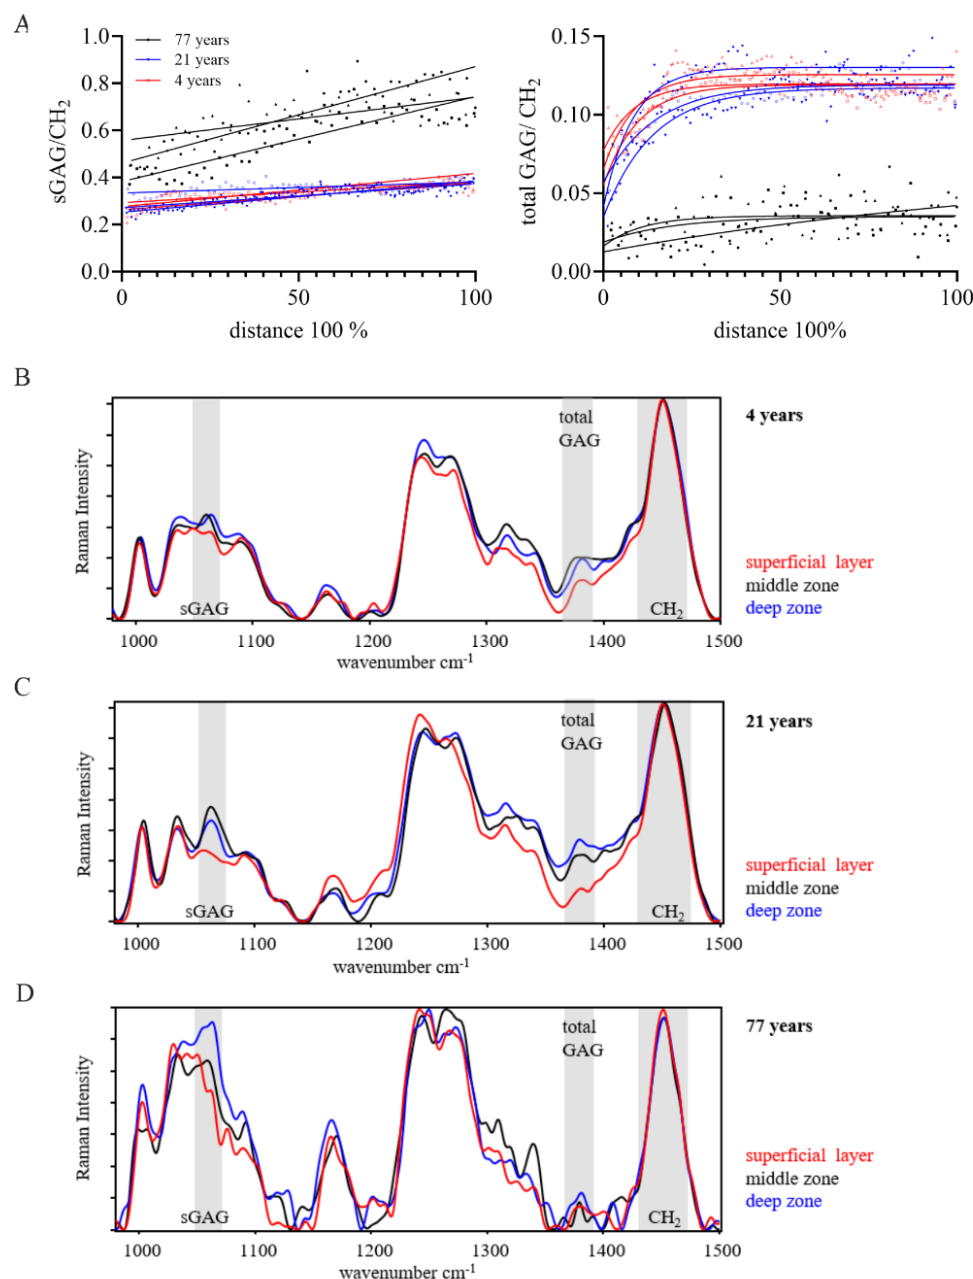 A
1.0
0.8
0.6
0.4
0.2
0.0
sGAG/CH2
77 years
21 years
4 years
0
50
100
distance 100 %
0.15
0.10
0.05
0.00
total GAG/ CH2
0
50
100
distance 100%
B
Raman Intensity
sGAG
total
GAG
CH2
1000 1100 1200 1300 1400 1500
wavenumber cm-1
4 years
superficial layer
middle zone
deep zone
C
Raman Intensity
sGAG
total
GAG
CH2
1000 1100 1200 1300 1400 1500
wavenumber cm-1
21 years
superficial layer
middle zone
deep zone
D
Raman Intensity
sGAG
total
GAG
CH2
1000 1100 1200 1300 1400 1500
wavenumber cm-1
77 years
superficial layer
middle zone
deep zone